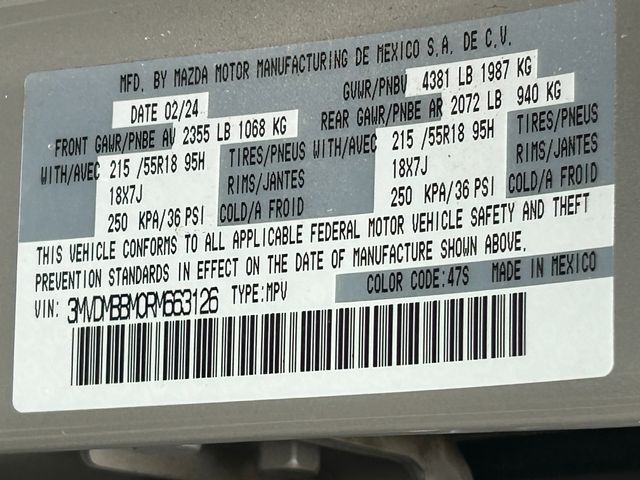 MFD. BY MAZDA MOTOR MANUFACTURING DE MEXICO S.A. DE C.V.
DATE 02/24 GVWR/PNBV 4381 LB 1987 KG
FRONT GAWR/PNBE AV 2355 LB 1068 KG REAR GAWR/PNBE AR 2072 LB 940 KG
WITH/AVEC 215 /55R18 95H TIRES/PNEUS WITH/AVEC 215 /55R18 95H TIRES/PNEUS
18X7J RIMS/JANTES 18X7J RIMS/JANTES
250 KPA/36 PSI COLD/A FROID 250 KPA/36 PSI COLD/A FROID
THIS VEHICLE CONFORMS TO ALL APPLICABLE FEDERAL MOTOR VEHICLE SAFETY AND THEFT
PREVENTION STANDARDS IN EFFECT ON THE DATE OF MANUFACTURE SHOWN ABOVE.
VIN: 3MVDMBBM0RM663126 TYPE:MPV COLOR CODE:47S MADE IN MEXICO